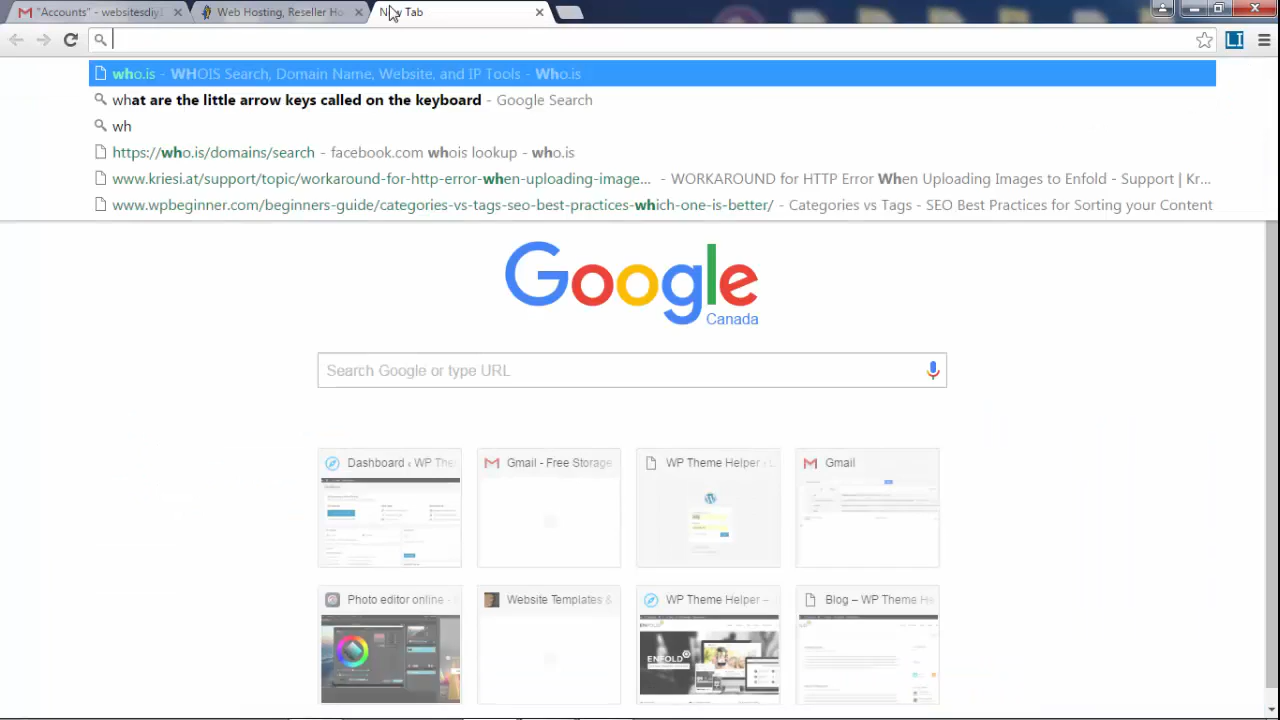 "Accounts" - websitesdiy
Web Hosting, Reseller Ho
New Tab
who.is - WHOIS Search, Domain Name, Website, and IP Tools - Who.is
what are the little arrow keys called on the keyboard - Google Search
wh
https://who.is/domains/search - facebook.com whois lookup - who.is
www.kriesi.at/support/topic/workaround-for-http-error-when-uploading-image... - WORKAROUND for HTTP Error When Uploading Images to Enfold - Support | Kr...
www.wpbeginner.com/beginners-guide/categories-vs-tags-seo-best-practices-which-one-is-better/ - Categories vs Tags - SEO Best Practices for Sorting your Content
Google
Canada
Search Google or type URL
Dashboard ‹ WP The
Gmail - Free Storage
WP Theme Helper ›
Gmail
Photo editor online -
Website Templates &
WP Theme Helper –
Blog – WP Theme He
ENFOLD